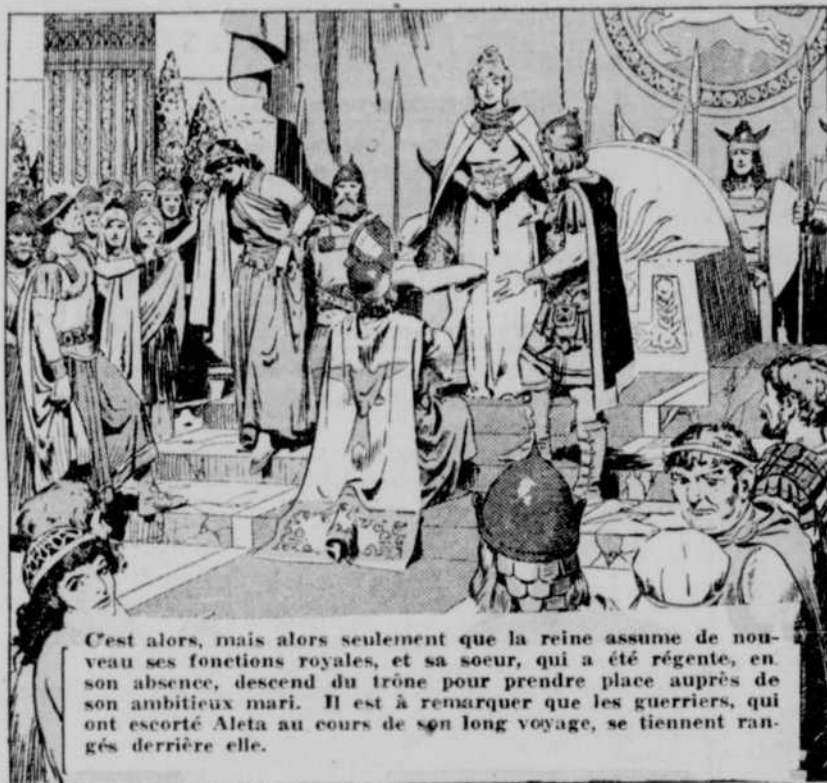 C'est alors, mais alors seulement que la reine assume de nou-
veau ses fonctions royales, et sa soeur, qui a été régente, en
son absence, descend du trône pour prendre place auprès de
son ambitieux mari. Il est à remarquer que les guerriers, qui
ont escorté Aleta au cours de son long voyage, se tiennent ran-
gés derrière elle.